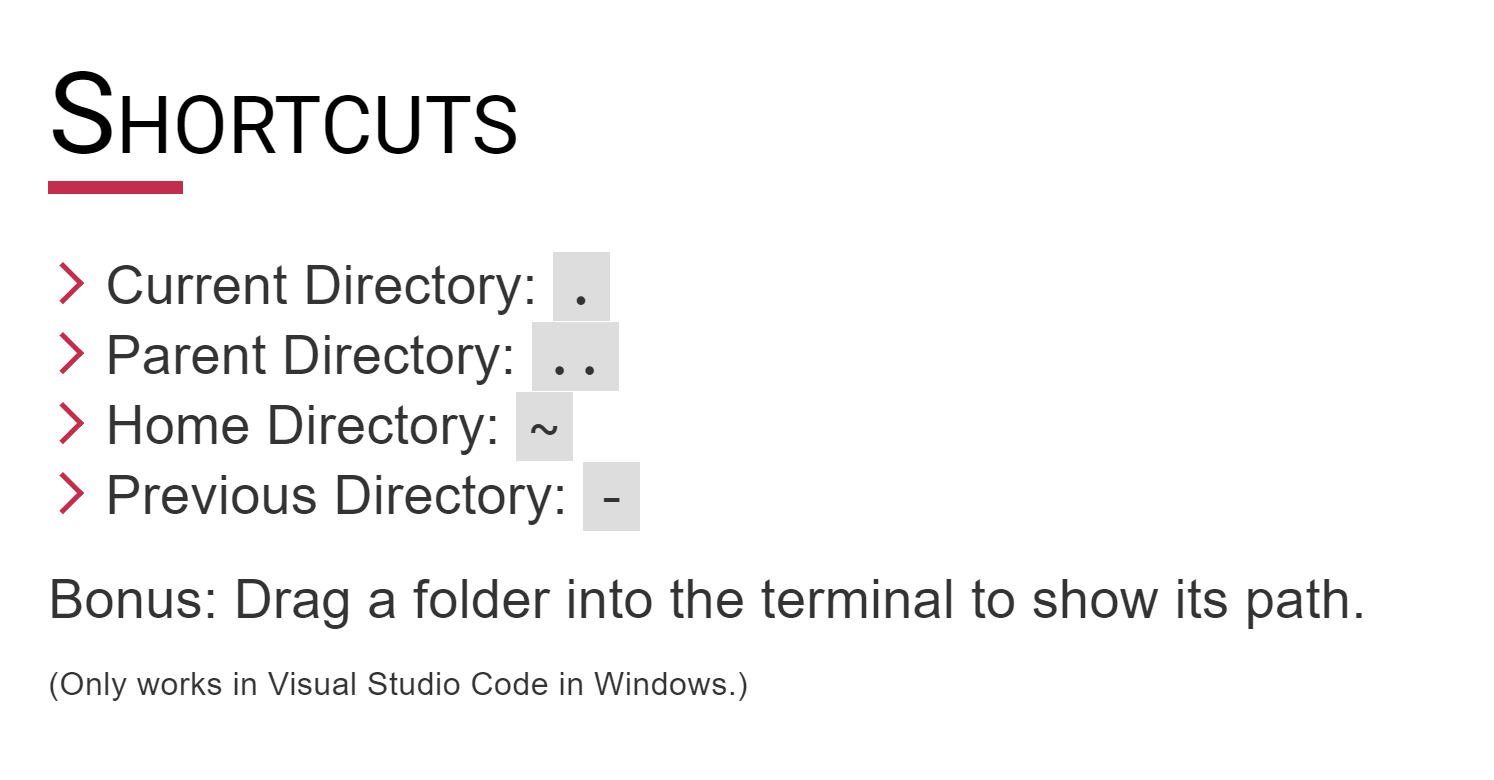 Shortcuts
Current Directory: .
Parent Directory: ..
Home Directory: ~
Previous Directory: -
Bonus: Drag a folder into the terminal to show its path.
(Only works in Visual Studio Code in Windows.)